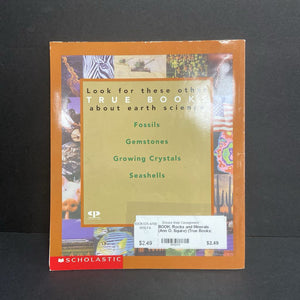 Look for these other
TRUE BOOKS
about earth science
Fossils
Gemstones
Growing Crystals
Seashells
BOOK Rocks and Minerals
(Ann O. Squire) (True Books)
$2.49
$2.49
SCHOLASTIC